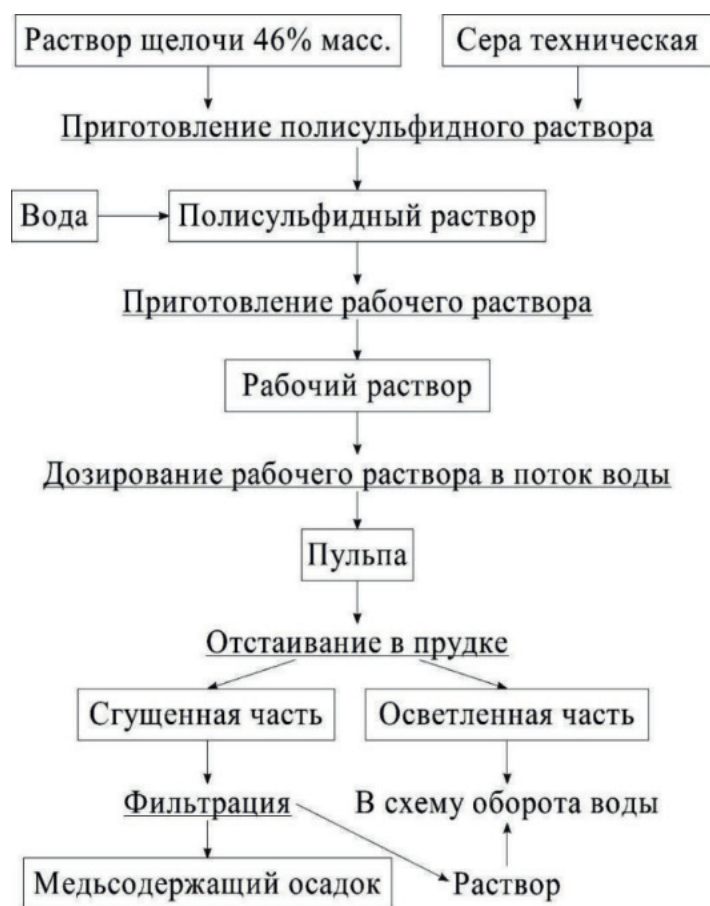 Раствор щелочи 46% масс.
Сера техническая
Приготовление полисульфидного раствора
Вода
Полисульфидный раствор
Приготовление рабочего раствора
Рабочий раствор
Дозирование рабочего раствора в поток воды
Пульпа
Отстаивание в прудке
Сгущенная часть
Осветленная часть
Фильтрация
В схему оборота воды
Медьсодержащий осадок
Раствор